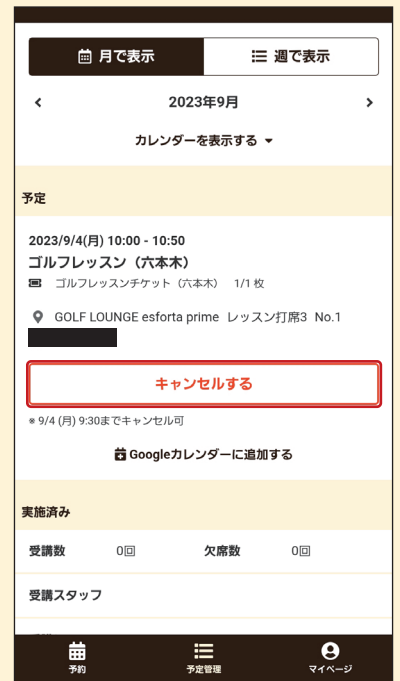 月で表示
週で表示
2023年9月
カレンダーを表示する
予定
2023/9/4(月) 10:00 - 10:50
ゴルフレッスン（六本木）
ゴルフレッスンチケット（六本木） 1/1 枚
GOLF LOUNGE esforta prime レッスン打席3 No.1
キャンセルする
※ 9/4 (月) 9:30までキャンセル可
Googleカレンダーに追加する
実施済み
受講数 0回 欠席数 0回
受講スタッフ
予約
予定管理
マイページ